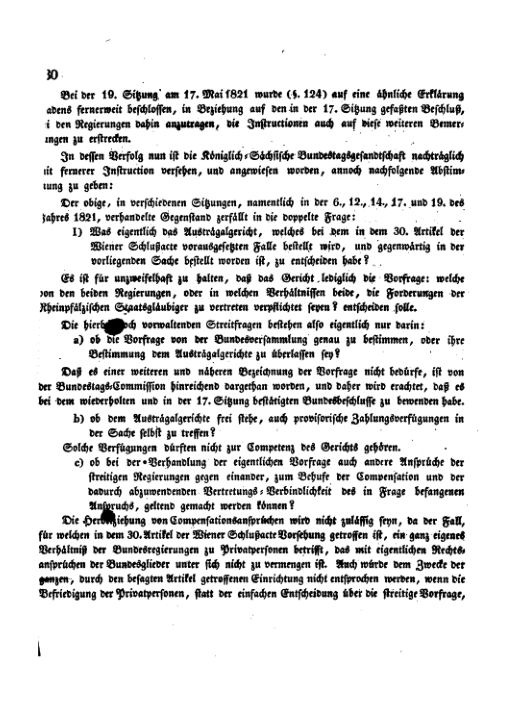 30
Bei der 19. Sitzung am 17. Mai 1821 wurde (§. 124) auf eine ähnliche Erklärung
adens fernerweit beschlossen, in Beziehung auf den in der 17. Sitzung gefaßten Beschluß,
i den Regierungen dahin anzutragen, die Instructionen auch auf diese weiteren Bemer-
ungen zu erstrecken.
In dessen Verfolg nun ist die Königlich-Sächsische Bundestagsgesandtschaft nachträglich
it fernerer Instruction versehen, und angewiesen worden, annoch nachfolgende Abstim-
ung zu geben:
Der obige, in verschiedenen Sitzungen, namentlich in der 6., 12., 14., 17. und 19. des
Jahres 1821, verhandelte Gegenstand zerfällt in die doppelte Frage:
I) Was eigentlich das Austrägalgericht, welches bei dem in dem 30. Artikel der
Wiener Schlußacte vorausgesetzten Falle bestellt wird, und gegenwärtig in der
vorliegenden Sache bestellt worden ist, zu entscheiden habe?
Es ist für unzweifelhaft zu halten, daß das Gericht lediglich die Vorfrage: welche
von den beiden Regierungen, oder in welchen Verhältnissen beide, die Forderungen der
Rheinpfälzischen Staatsgläubiger zu vertreten verpflichtet seyen? entscheiden solle.
Die hierbei noch vorwaltenden Streitfragen bestehen also eigentlich nur darin:
a) ob die Vorfrage von der Bundesversammlung genau zu bestimmen, oder ihre
Bestimmung dem Austrägalgerichte zu überlassen sey?
Daß es einer weiteren und näheren Bezeichnung der Vorfrage nicht bedürfe, ist von
der Bundestags-Commission hinreichend dargethan worden, und daher wird erachtet, daß es
bei dem wiederholten und in der 17. Sitzung bestätigten Bundesbeschlusse zu bewenden habe.
b) ob dem Austrägalgerichte frei stehe, auch provisorische Zahlungsverfügungen in
der Sache selbst zu treffen?
Solche Verfügungen dürften nicht zur Competenz des Gerichts gehören.
c) ob bei der Verhandlung der eigentlichen Vorfrage auch andere Ansprüche der
streitigen Regierungen gegen einander, zum Behufe der Compensation und der
dadurch abzuwendenden Vertretungs-Verbindlichkeit des in Frage befangenen
Anspruchs, geltend gemacht werden können?
Die Herbeiziehung von Compensationsansprüchen wird nicht zulässig seyn, da der Fall,
für welchen in dem 30. Artikel der Wiener Schlußacte Vorsehung getroffen ist, ein ganz eigenes
Verhältniß der Bundesregierungen zu Privatpersonen betrifft, das mit eigentlichen Rechts-
ansprüchen der Bundesglieder unter sich nicht zu vermengen ist. Auch würde dem Zwecke der
ganzen, durch den besagten Artikel getroffenen Einrichtung nicht entsprochen werden, wenn die
Befriedigung der Privatpersonen, statt der einfachen Entscheidung über die streitige Vorfrage,